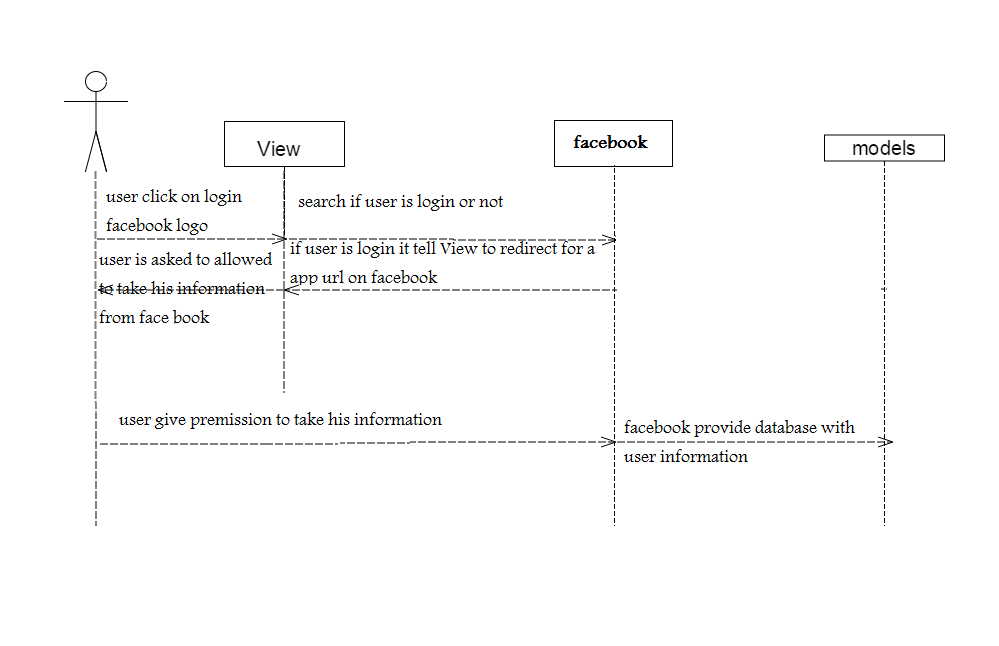 View
facebook
models
user click on login
facebook logo
search if user is login or not
if user is login it tell View to redirect for a
app url on facebook
user is asked to allowed
to take his information
from face book
user give premission to take his information
facebook provide database with
user information